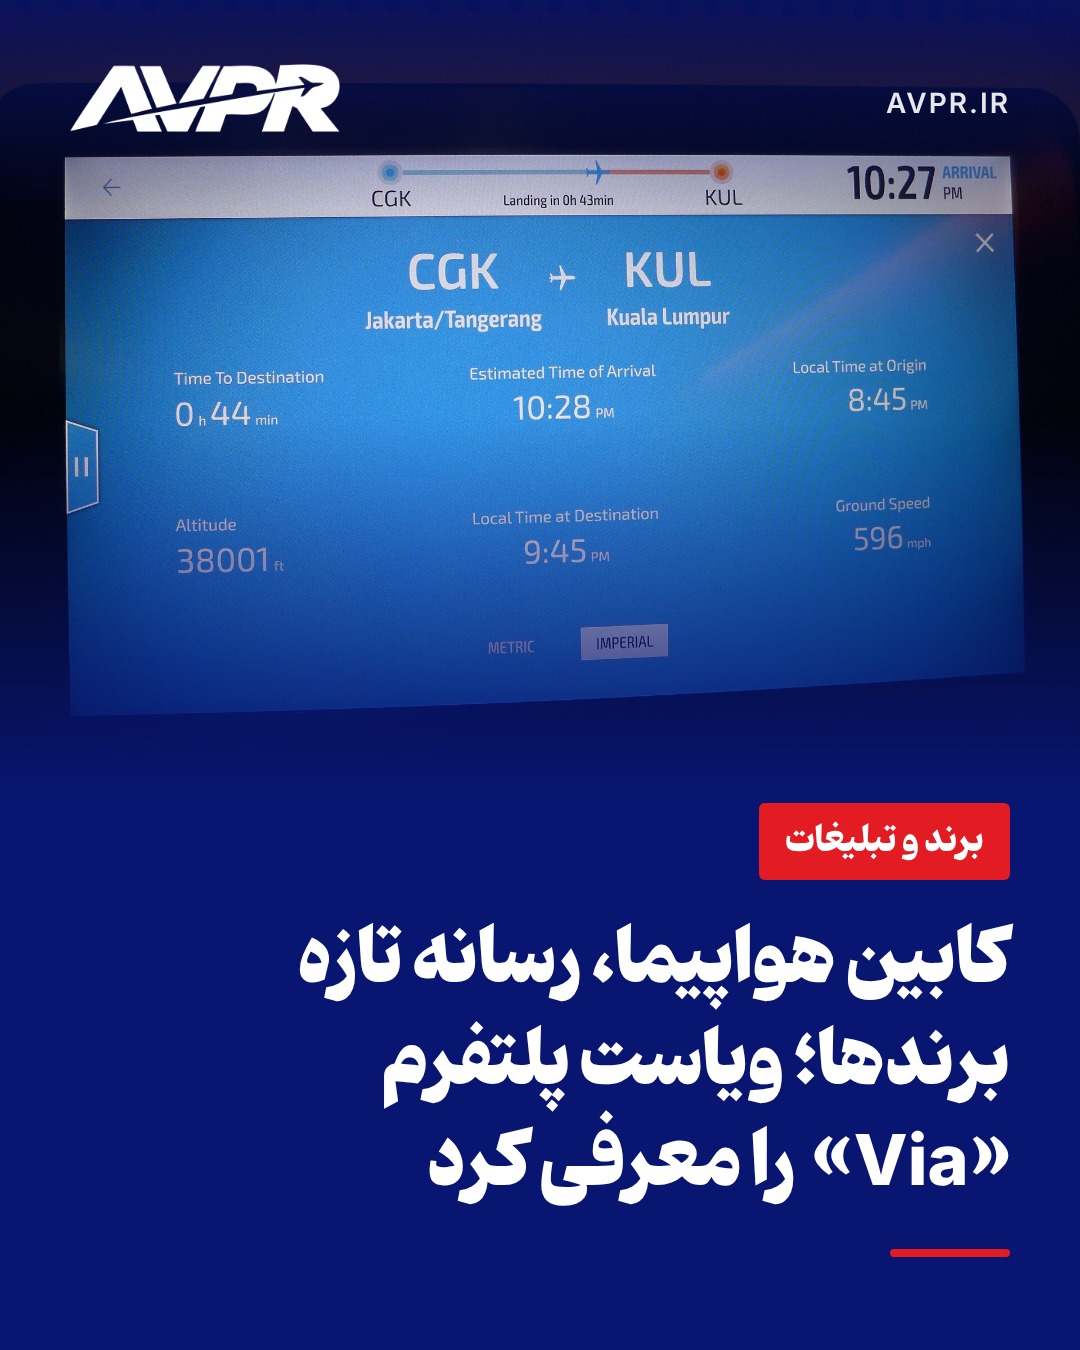 AVPR
AVPR.IR
CGK
Landing in 0h 43min
KUL
10:27 ARRIVAL PM
CGK KUL
Jakarta/Tangerang Kuala Lumpur
Time To Destination
0 h 44 min
Estimated Time of Arrival
10:28 PM
Local Time at Origin
8:45 PM
Altitude
38001 ft
Local Time at Destination
9:45 PM
Ground Speed
596 mph
METRIC IMPERIAL
برند و تبلیغات
کابین هواپیما، رسانه تازه
برندها؛ ویاست پلتفرم
«Via» را معرفی کرد